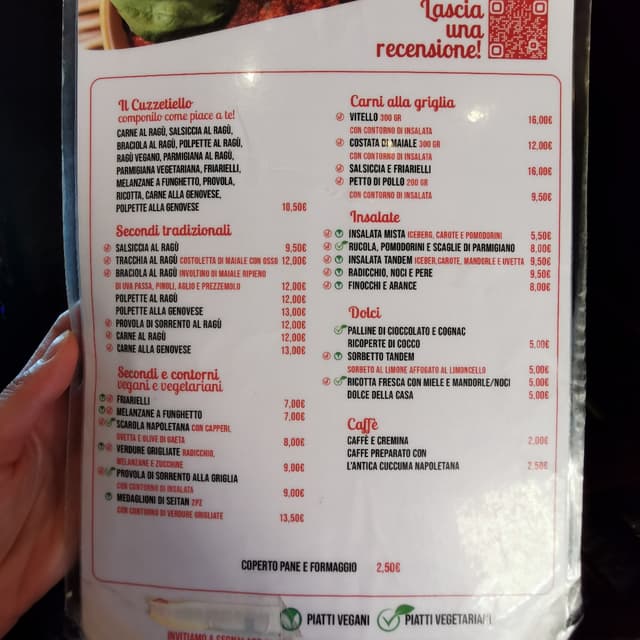 Lascia
una
recensione!
Il Cuzzetiello
componilo come piace a te!
CARNE AL RAGÙ, SALSICCIA AL RAGÙ,
BRACIOLA AL RAGÙ, POLPETTE AL RAGÙ,
RAGÙ VEGANO, PARMIGIANA AL RAGÙ,
PARMIGIANA VEGETARIANA, FRIARIELLI,
MELANZANE A FUNGHETTO, PROVOLA,
RICOTTA, CARNE ALLA GENOVESE,
POLPETTE ALLA GENOVESE 10,50€
Secondi tradizionali
SALSICCIA AL RAGÙ 9,50€
TRACCHIA AL RAGÙ COSTOLETTA DI MAIALE CON OSSO 12,00€
BRACIOLA AL RAGÙ INVOLTINO DI MAIALE RIPIENO
DI UVA PASSA, PINOLI, AGLIO E PREZZEMOLO 12,00€
POLPETTE AL RAGÙ 12,00€
POLPETTE ALLA GENOVESE 13,00€
PROVOLA DI SORRENTO AL RAGÙ 12,00€
CARNE AL RAGÙ 12,00€
CARNE ALLA GENOVESE 13,00€
Secondi e contorni
vegani e vegetariani
FRIARIELLI 7,00€
MELANZANE A FUNGHETTO 7,00€
SCAROLA NAPOLETANA CON CAPPERI,
UVETTA E OLIVE DI GAETA 8,00€
VERDURE GRIGLIATE RADICCHIO,
MELANZANE E ZUCCHINE 9,00€
PROVOLA DI SORRENTO ALLA GRIGLIA
CON CONTORNO DI INSALATA 9,00€
MEDAGLIONI DI SEITAN 2PZ
CON CONTORNO DI VERDURE GRIGLIATE 13,50€
Carni alla griglia
VITELLO 300 GR 16,00€
CON CONTORNO DI INSALATA
COSTATA DI MAIALE 300 GR 12,00€
CON CONTORNO DI INSALATA
SALSICCIA E FRIARIELLI 16,00€
PETTO DI POLLO 200 GR
CON CONTORNO DI INSALATA 9,50€
Insalate
INSALATA MISTA ICEBERG, CAROTE E POMODORINI 5,50€
RUCOLA, POMODORINI E SCAGLIE DI PARMIGIANO 8,00€
INSALATA TANDEM ICEBER,CAROTE, MANDORLE E UVETTA 9,50€
RADICCHIO, NOCI E PERE 9,50€
FINOCCHI E ARANCE 8,00€
Dolci
PALLINE DI CIOCCOLATO E COGNAC
RICOPERTE DI COCCO 5,00€
SORBETTO TANDEM
SORBETO AL LIMONE AFFOGATO AL LIMONCELLO 5,00€
RICOTTA FRESCA CON MIELE E MANDORLE/NOCI 5,00€
DOLCE DELLA CASA 5,00€
Caffè
CAFFÈ E CREMINA 2,00€
CAFFE PREPARATO CON
L'ANTICA CUCCUMA NAPOLETANA 2,50€
COPERTO PANE E FORMAGGIO 2,50€
PIATTI VEGANI PIATTI VEGETARIANI